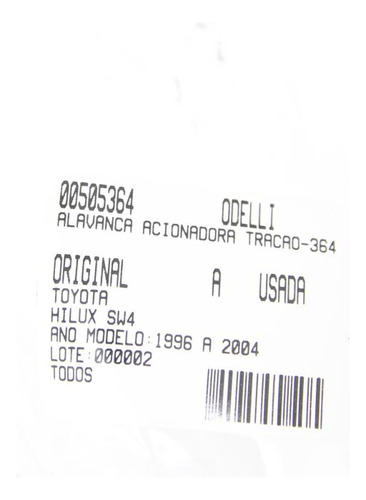 00505364 ODELLI
ALAVANCA ACIONADORA TRACAO-364
ORIGINAL A USADA
TOYOTA
HILUX SW4
ANO MODELO:1996 A 2004
LOTE:000002
TODOS